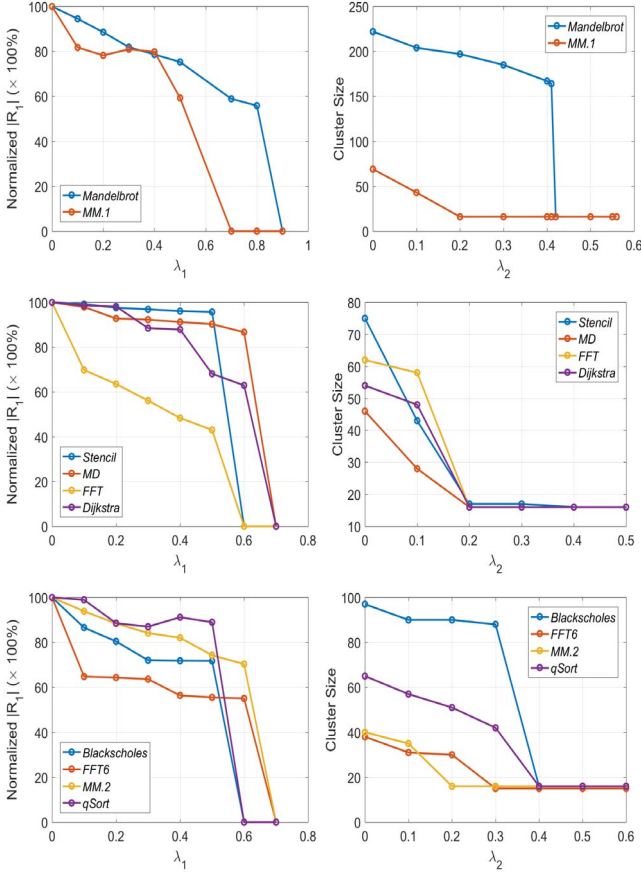 Normalized |R1| (× 100%)
100
80
60
40
20
0
Mandelbrot
MM.1
0
0.2
0.4
0.6
0.8
1
λ1
Cluster Size
250
200
150
100
50
0
Mandelbrot
MM.1
0
0.1
0.2
0.3
0.4
0.5
0.6
λ2
Normalized |R1| (× 100%)
100
80
60
40
20
0
Stencil
MD
FFT
Dijkstra
0
0.2
0.4
0.6
0.8
λ1
Cluster Size
80
70
60
50
40
30
20
10
Stencil
MD
FFT
Dijkstra
0
0.1
0.2
0.3
0.4
0.5
λ2
Normalized |R1| (× 100%)
100
80
60
40
20
0
Blackscholes
FFT6
MM.2
qSort
0
0.2
0.4
0.6
0.8
λ1
Cluster Size
100
80
60
40
20
0
Blackscholes
FFT6
MM.2
qSort
0
0.1
0.2
0.3
0.4
0.5
0.6
λ2